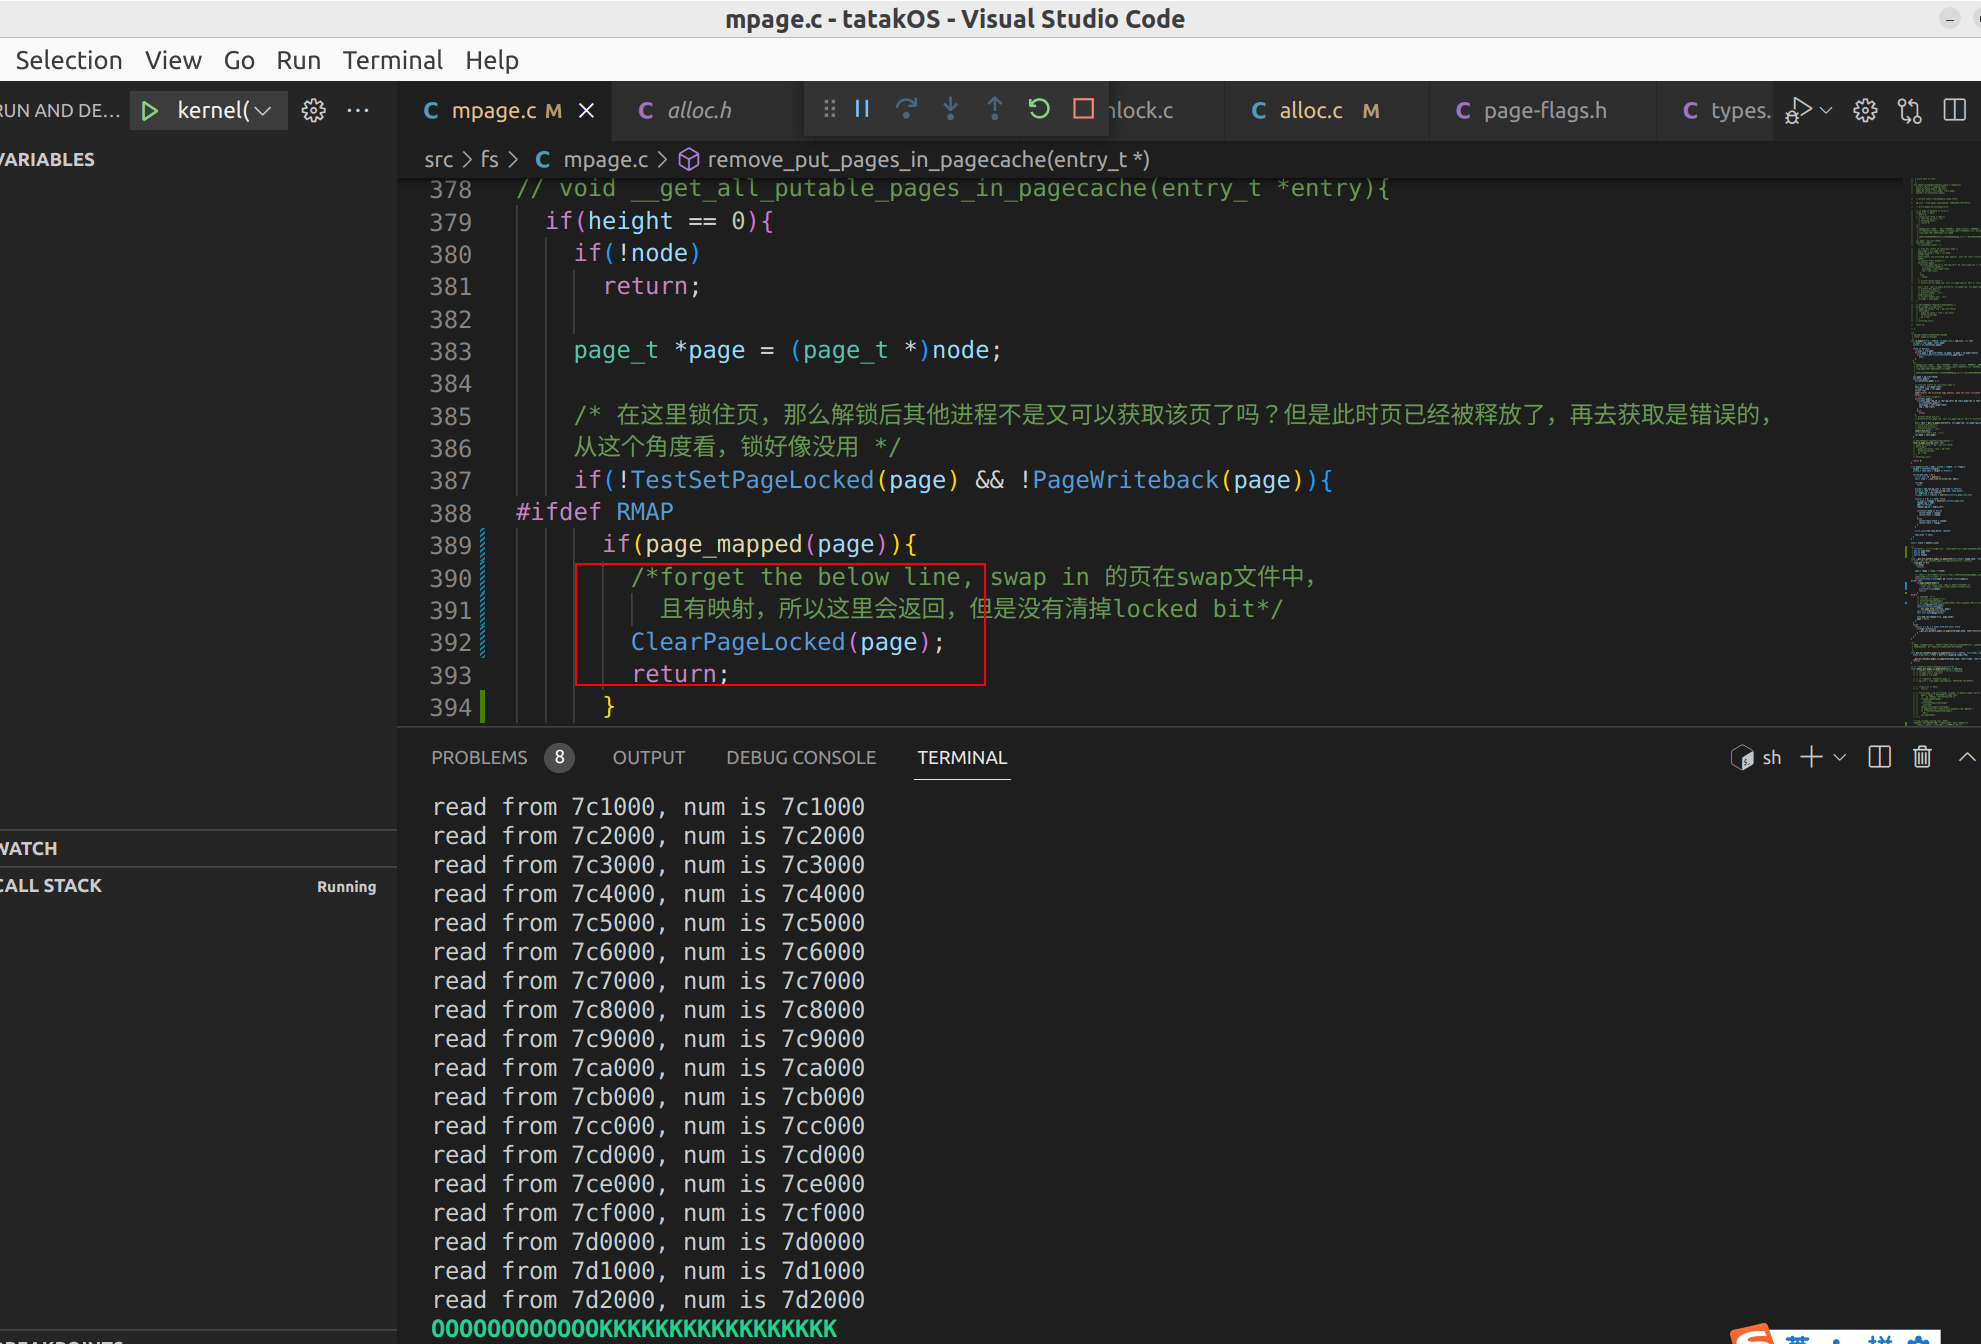 mpage.c - tatakOS - Visual Studio Code
Selection View Go Run Terminal Help
RUN AND DE... kernel( ...
mpage.c M alloc.h nlock.c alloc.c M page-flags.h types.
VARIABLES
src > fs > C mpage.c > remove_put_pages_in_pagecache(entry_t *)
378 // void __get_all_putable_pages_in_pagecache(entry_t *entry){
379 if(height == 0){
380 if(!node)
381 return;
382
383 page_t *page = (page_t *)node;
384
385 /* 在这里锁住页，那么解锁后其他进程不是又可以获取该页了吗？但是此时页已经被释放了，再去获取是错误的，
386 从这个角度看，锁好像没用 */
387 if(!TestSetPageLocked(page) && !PageWriteback(page)){
388 #ifdef RMAP
389 if(page_mapped(page)){
390 /*forget the below line, swap in 的页在swap文件中，
391 且有映射，所以这里会返回，但是没有清掉locked bit*/
392 ClearPageLocked(page);
393 return;
394 }
PROBLEMS 8 OUTPUT DEBUG CONSOLE TERMINAL
sh
read from 7c1000, num is 7c1000
read from 7c2000, num is 7c2000
read from 7c3000, num is 7c3000
read from 7c4000, num is 7c4000
read from 7c5000, num is 7c5000
read from 7c6000, num is 7c6000
read from 7c7000, num is 7c7000
read from 7c8000, num is 7c8000
read from 7c9000, num is 7c9000
read from 7ca000, num is 7ca000
read from 7cb000, num is 7cb000
read from 7cc000, num is 7cc000
read from 7cd000, num is 7cd000
read from 7ce000, num is 7ce000
read from 7cf000, num is 7cf000
read from 7d0000, num is 7d0000
read from 7d1000, num is 7d1000
read from 7d2000, num is 7d2000
OOOOOOOOOOOOKKKKKKKKKKKKKKKKK
WATCH
CALL STACK Running
BREAKPOINTS